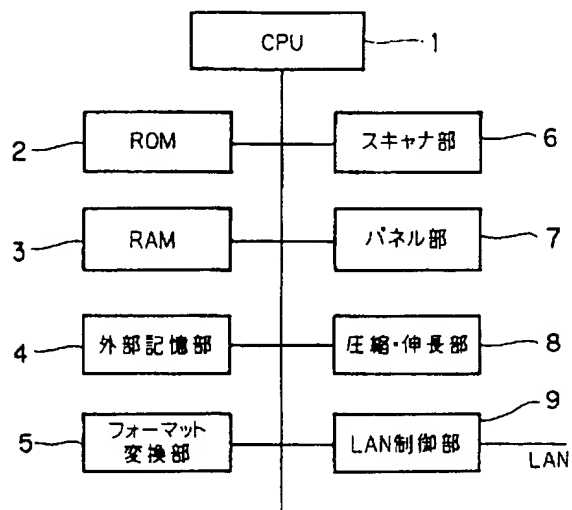 CPU
1
2
ROM
スキャナ部
6
3
RAM
パネル部
7
4
外部記憶部
圧縮・伸長部
8
5
フォーマット
変換部
LAN制御部
9
LAN